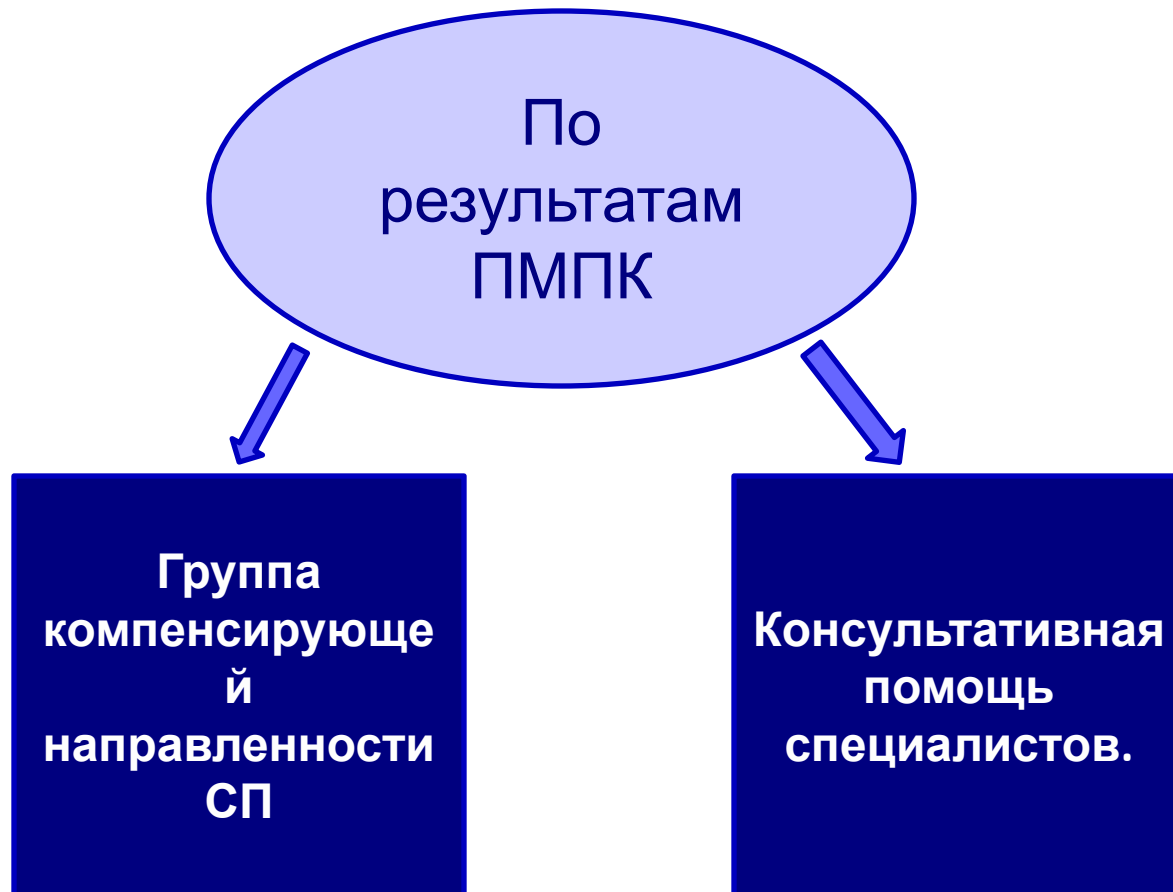 По
результатам
ПМПК
Группа
компенсирующе
й
направленности
СП
Консультативная
помощь
специалистов.